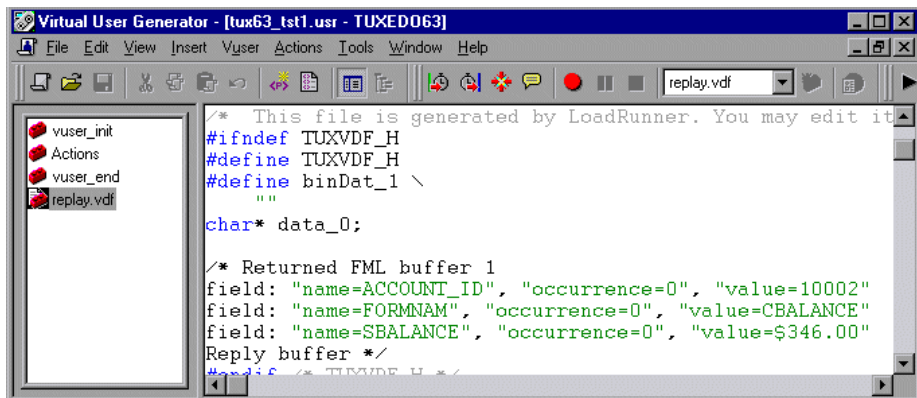 Virtual User Generator - [tux63_tst1.usr - TUXEDO63]
File Edit View Insert Vuser Actions Tools Window Help
replay.vdf
vuser_init
Actions
vuser_end
replay.vdf
/* This file is generated by LoadRunner. You may edit it
#ifndef TUXVDF_H
#define TUXVDF_H
#define binDat_1 \
""
char* data_0;
/* Returned FML buffer 1
field: "name=ACCOUNT_ID", "occurrence=0", "value=10002"
field: "name=FORMNAM", "occurrence=0", "value=CBALANCE"
field: "name=SBALANCE", "occurrence=0", "value=$346.00"
Reply buffer */
#endif /* TUXVDF_H */